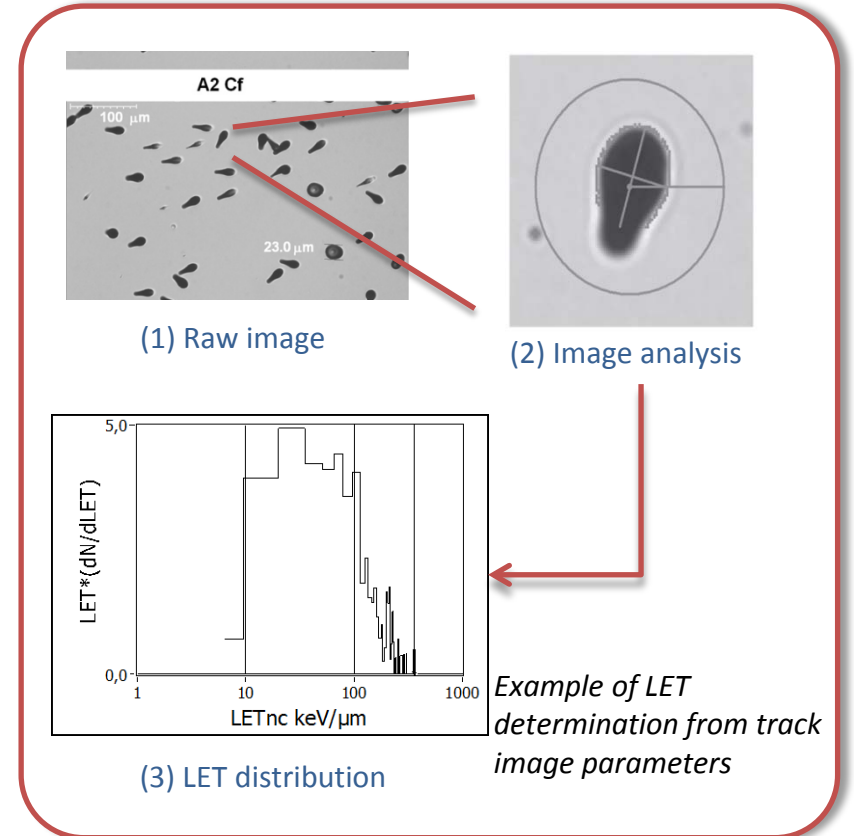 A2 Cf
100 µm
23.0 µm
(1) Raw image
(2) Image analysis
5,0
LET*(dN/dLET)
0,0
1 10 100 1000
LETnc keV/µm
Example of LET
determination from track
image parameters
(3) LET distribution